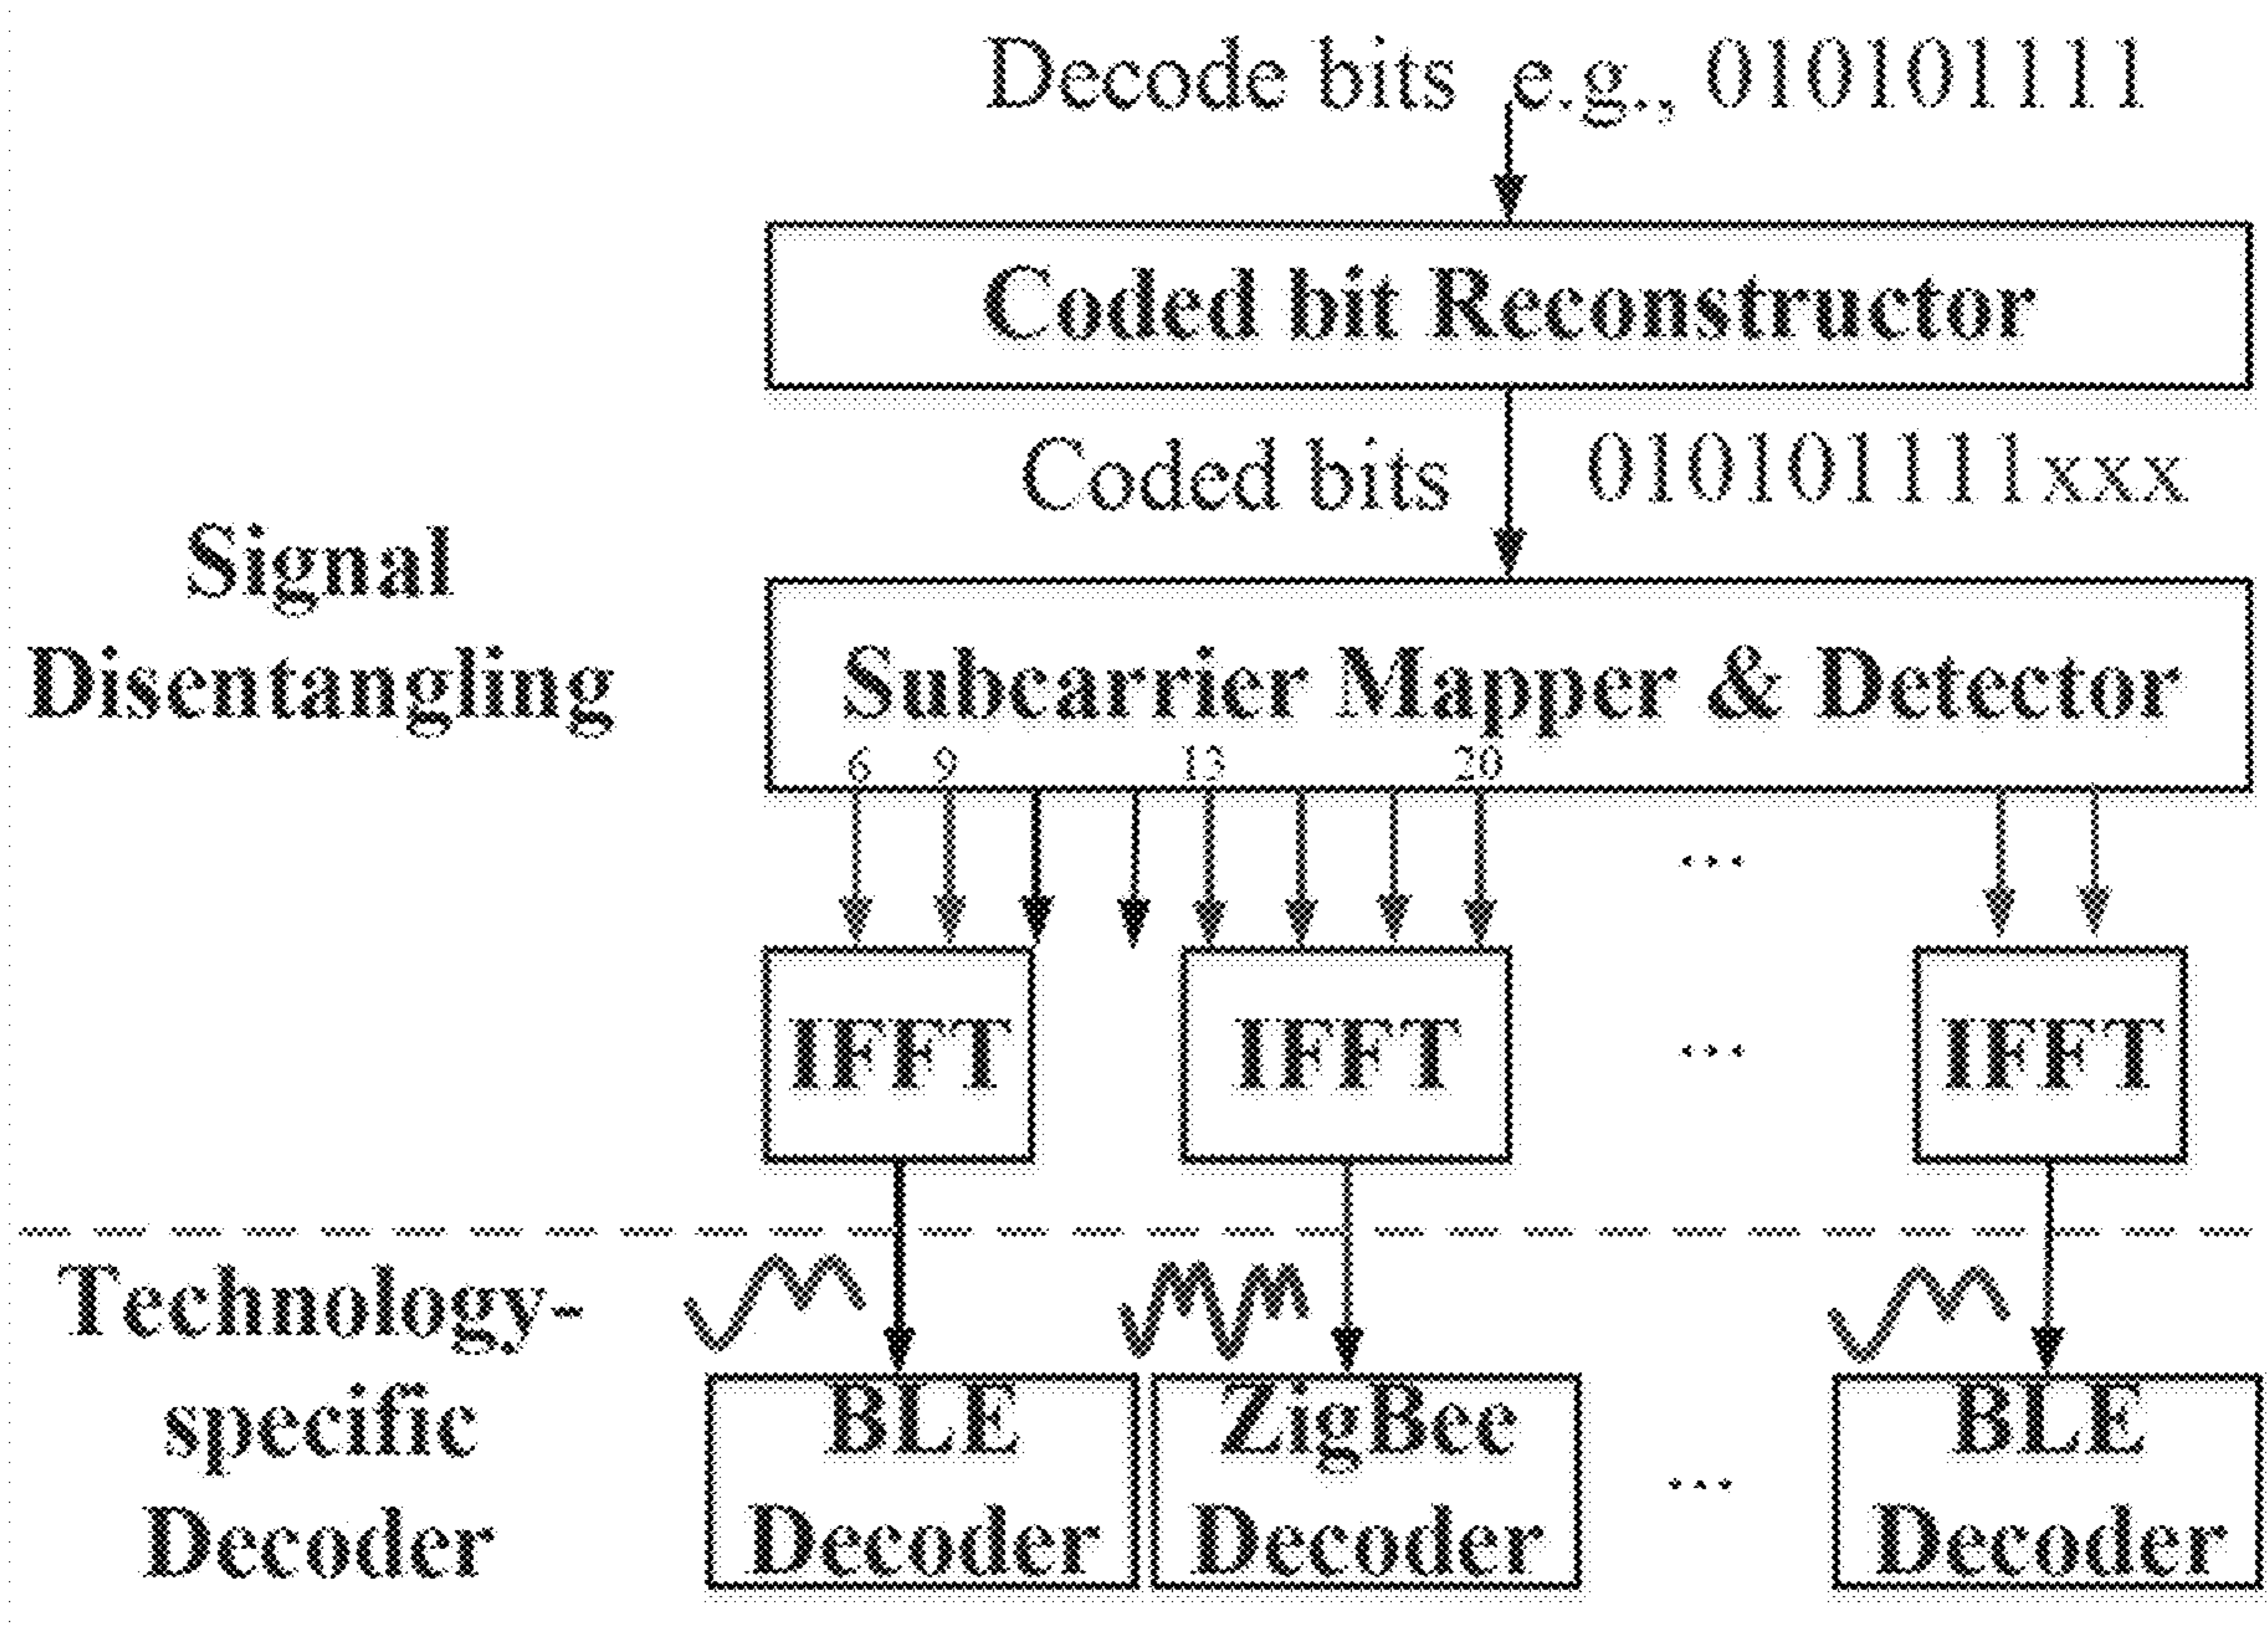 Decode bits e.g., 010101111
Coded bit Reconstructor
Coded bits 010101111xxx
Signal
Disentangling
Subcarrier Mapper & Detector
6 9 13 20
...
IFFT IFFT ... IFFT
Technology-
specific
Decoder
BLE
Decoder
ZigBee
Decoder
...
BLE
Decoder